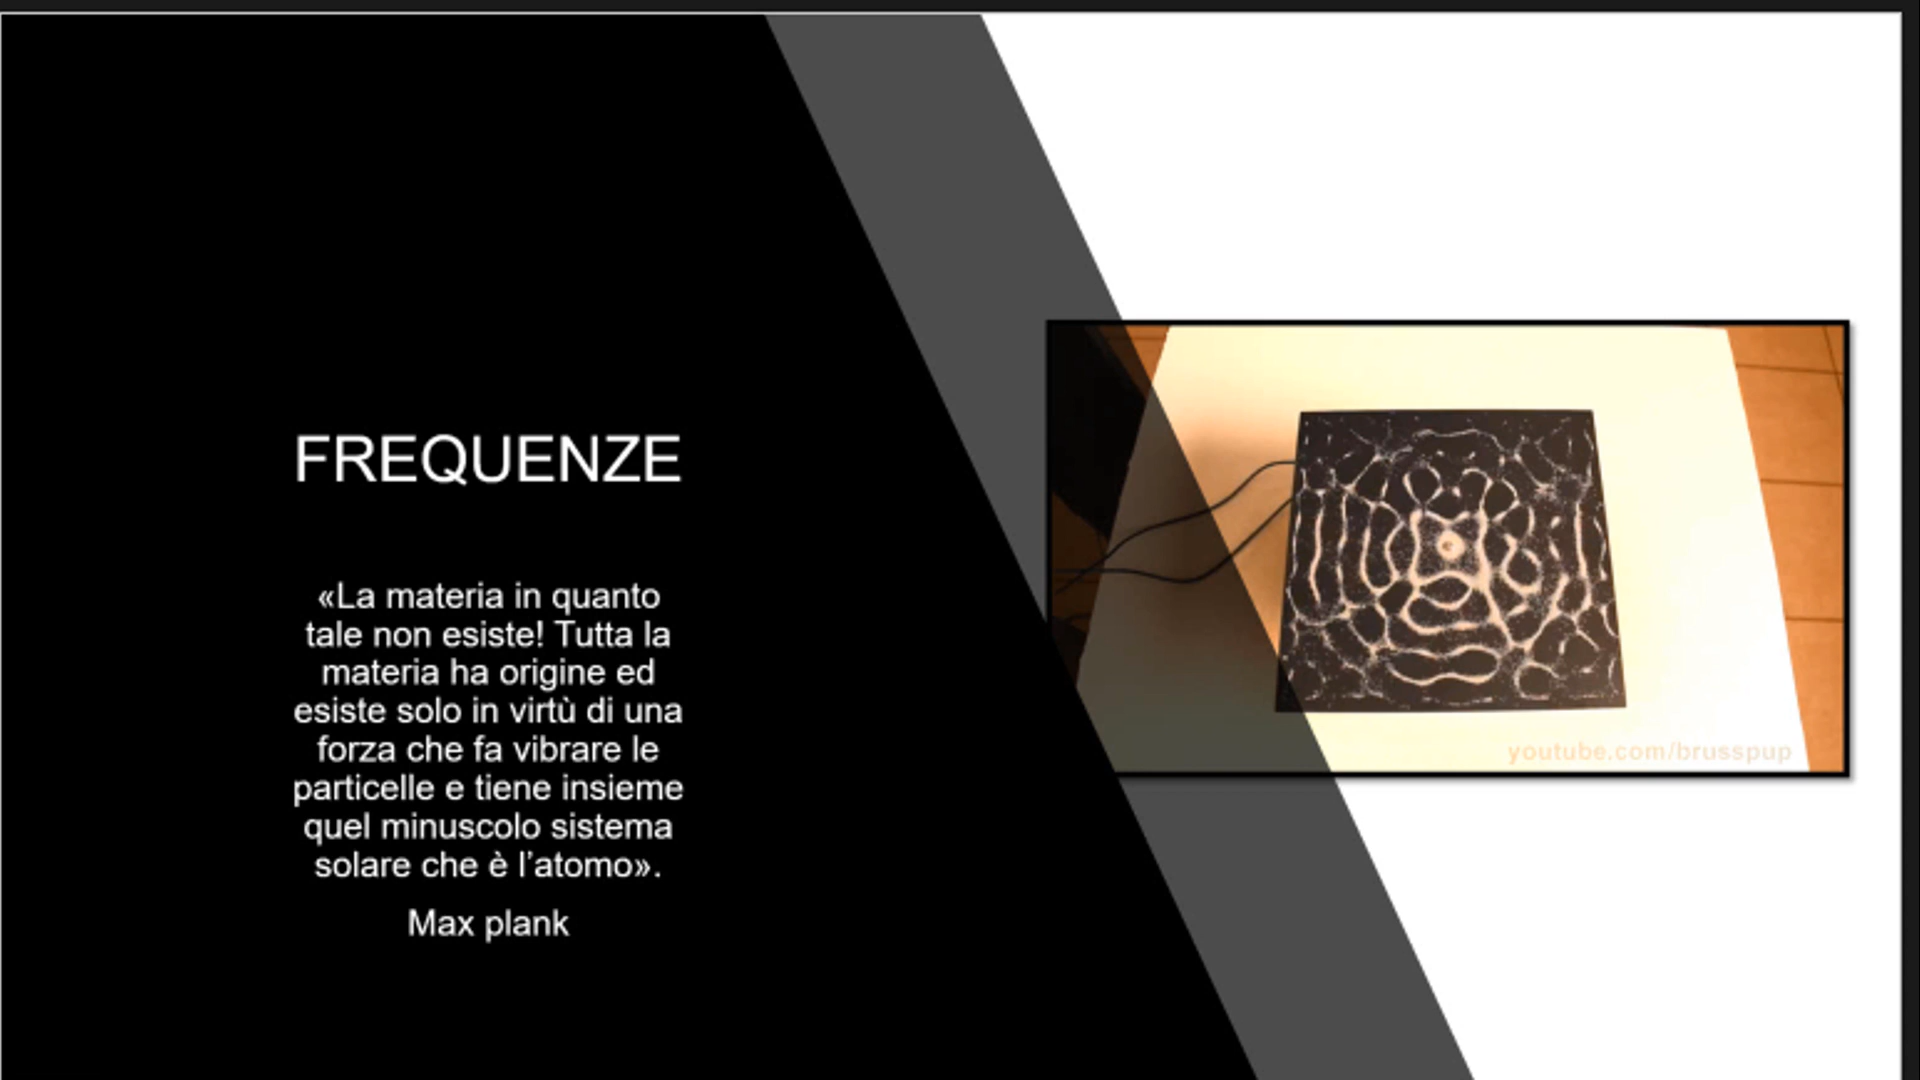 FREQUENZE
«La materia in quanto
tale non esiste! Tutta la
materia ha origine ed
esiste solo in virtù di una
forza che fa vibrare le
particelle e tiene insieme
quel minuscolo sistema
solare che è l’atomo».
Max plank
youtube.com/brusspup